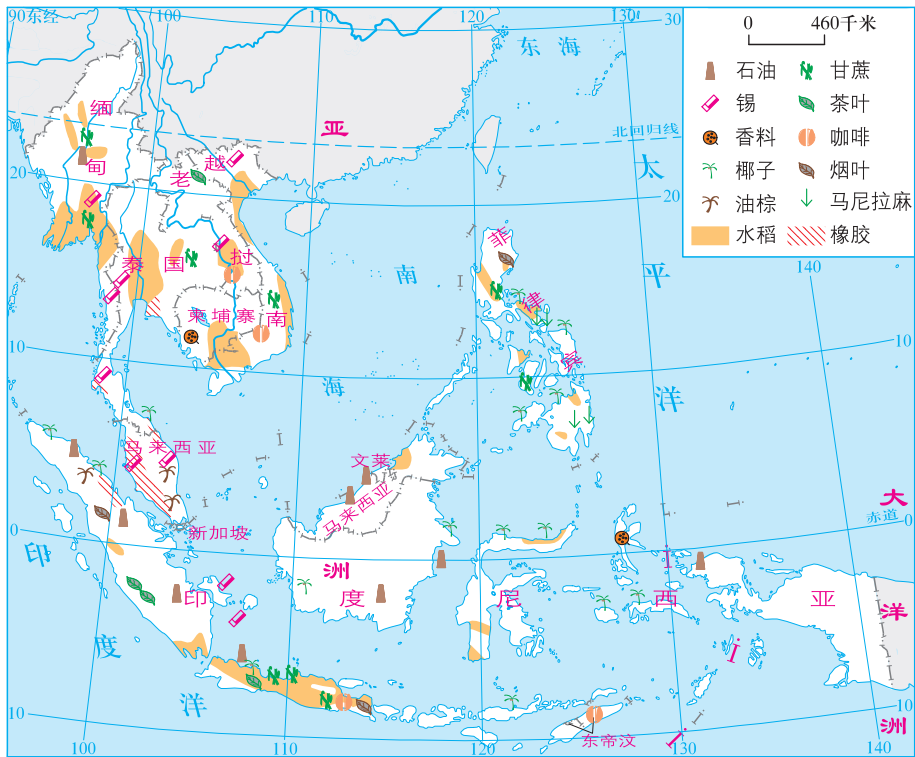 90东经
100
110
120
130
30
0 460千米
东海
石油
甘蔗
锡
茶叶
香料
咖啡
椰子
烟叶
油棕
马尼拉麻
水稻
橡胶
亚
北回归线
太
平
洋
20
20
140
缅
甸
老
越
挝
泰国
柬埔寨
南
南
海
菲
律
宾
10
10
马来西亚
文莱
马来西亚
新加坡
大
赤道
0
0
洲
印
度
尼
西
亚
洋
印
度
洋
洲
东帝汶
10
10
100
110
120
130
140